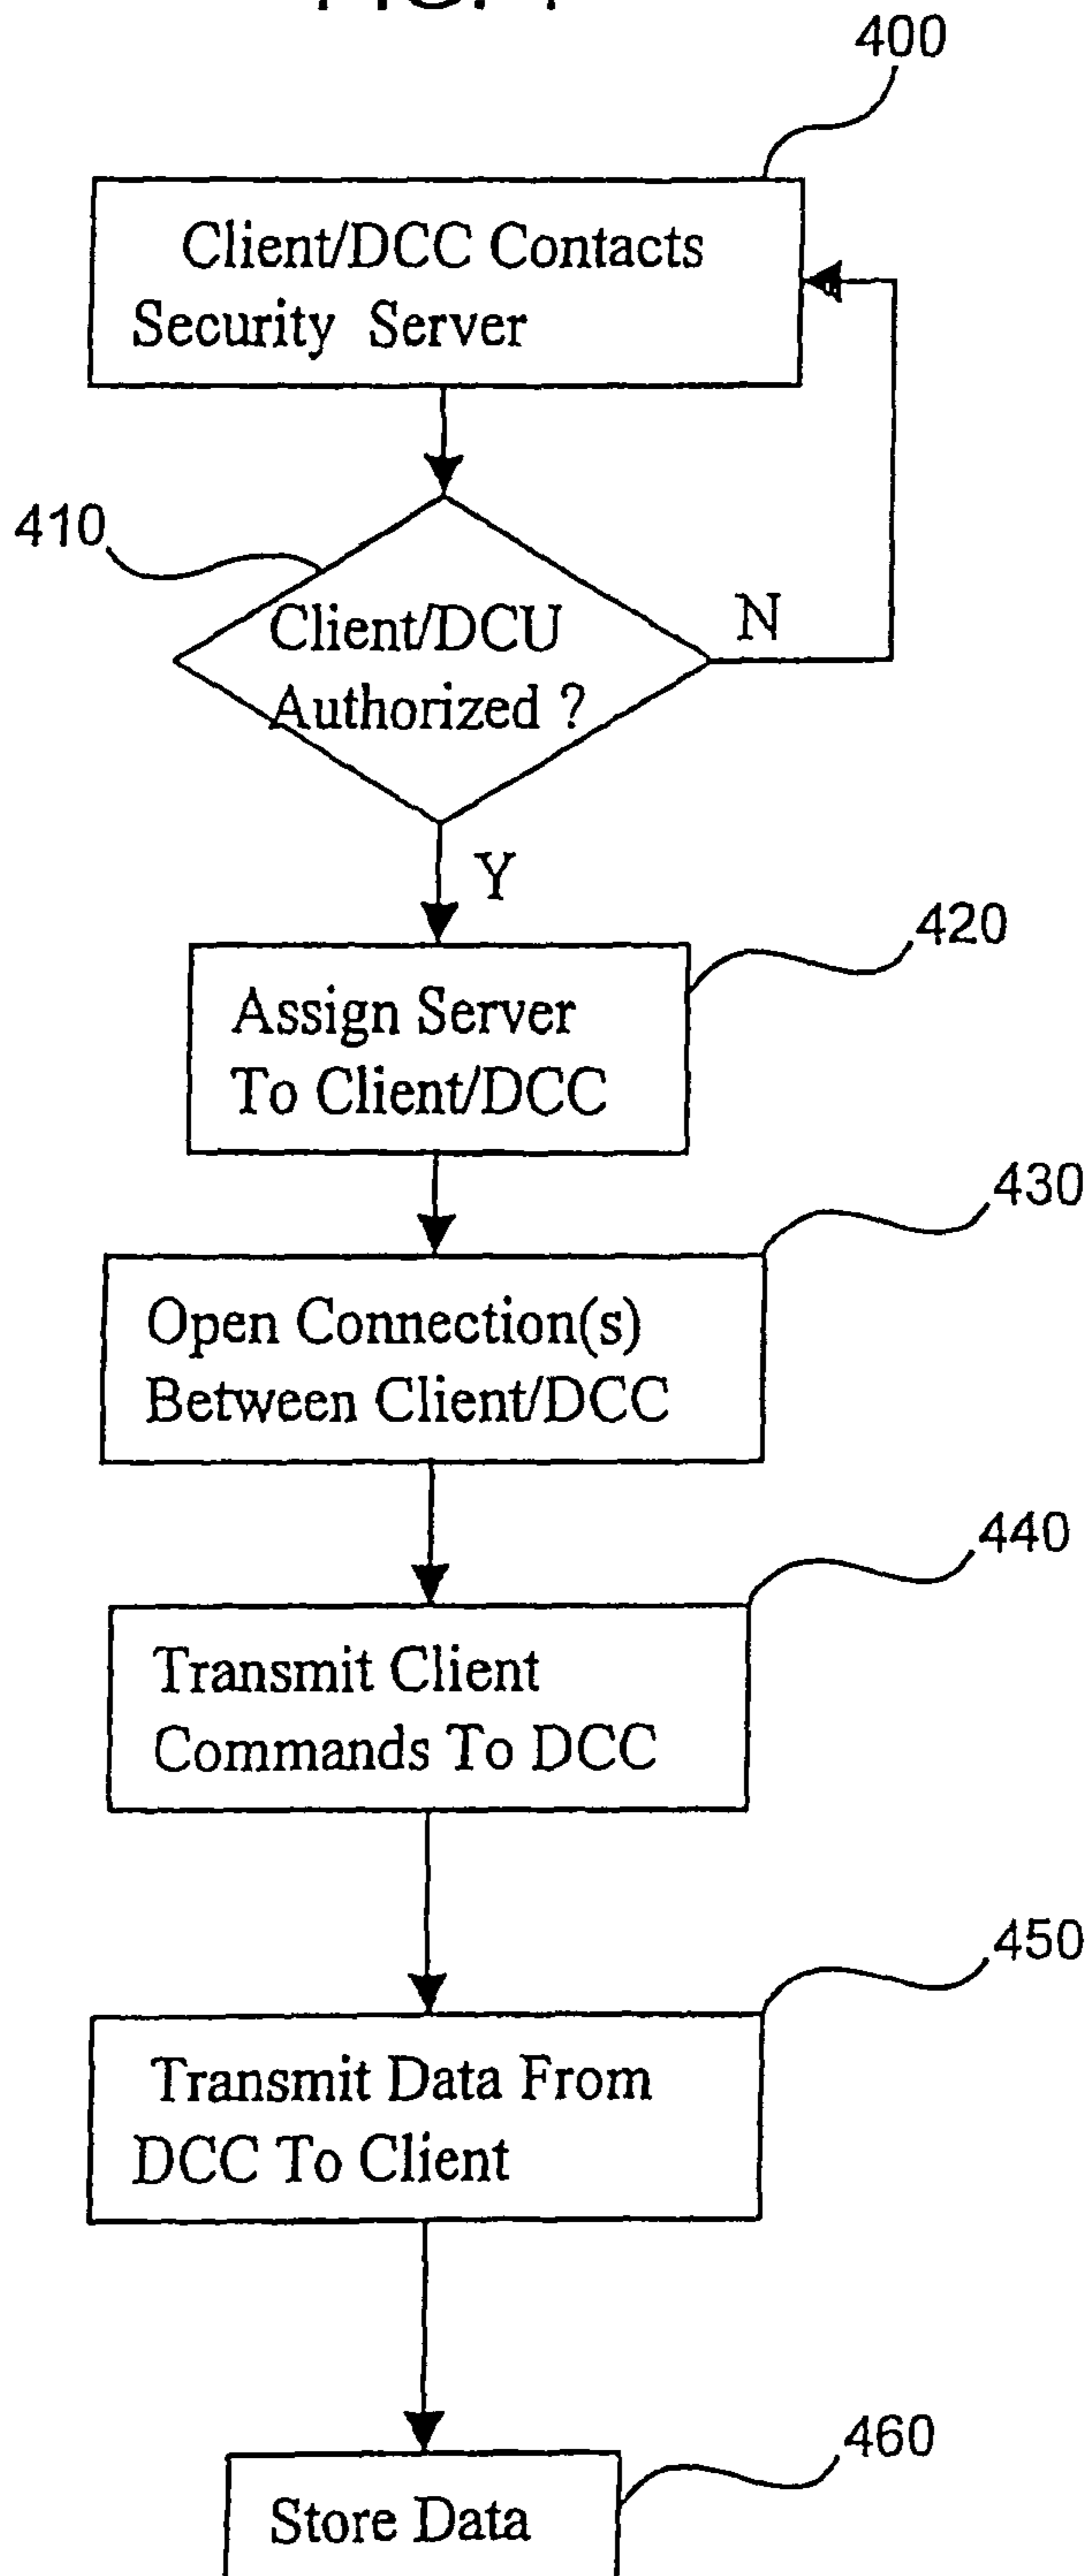 400
Client/DCC Contacts
Security Server
410
Client/DCU
Authorized ?
N
Y
420
Assign Server
To Client/DCC
430
Open Connection(s)
Between Client/DCC
440
Transmit Client
Commands To DCC
450
Transmit Data From
DCC To Client
460
Store Data